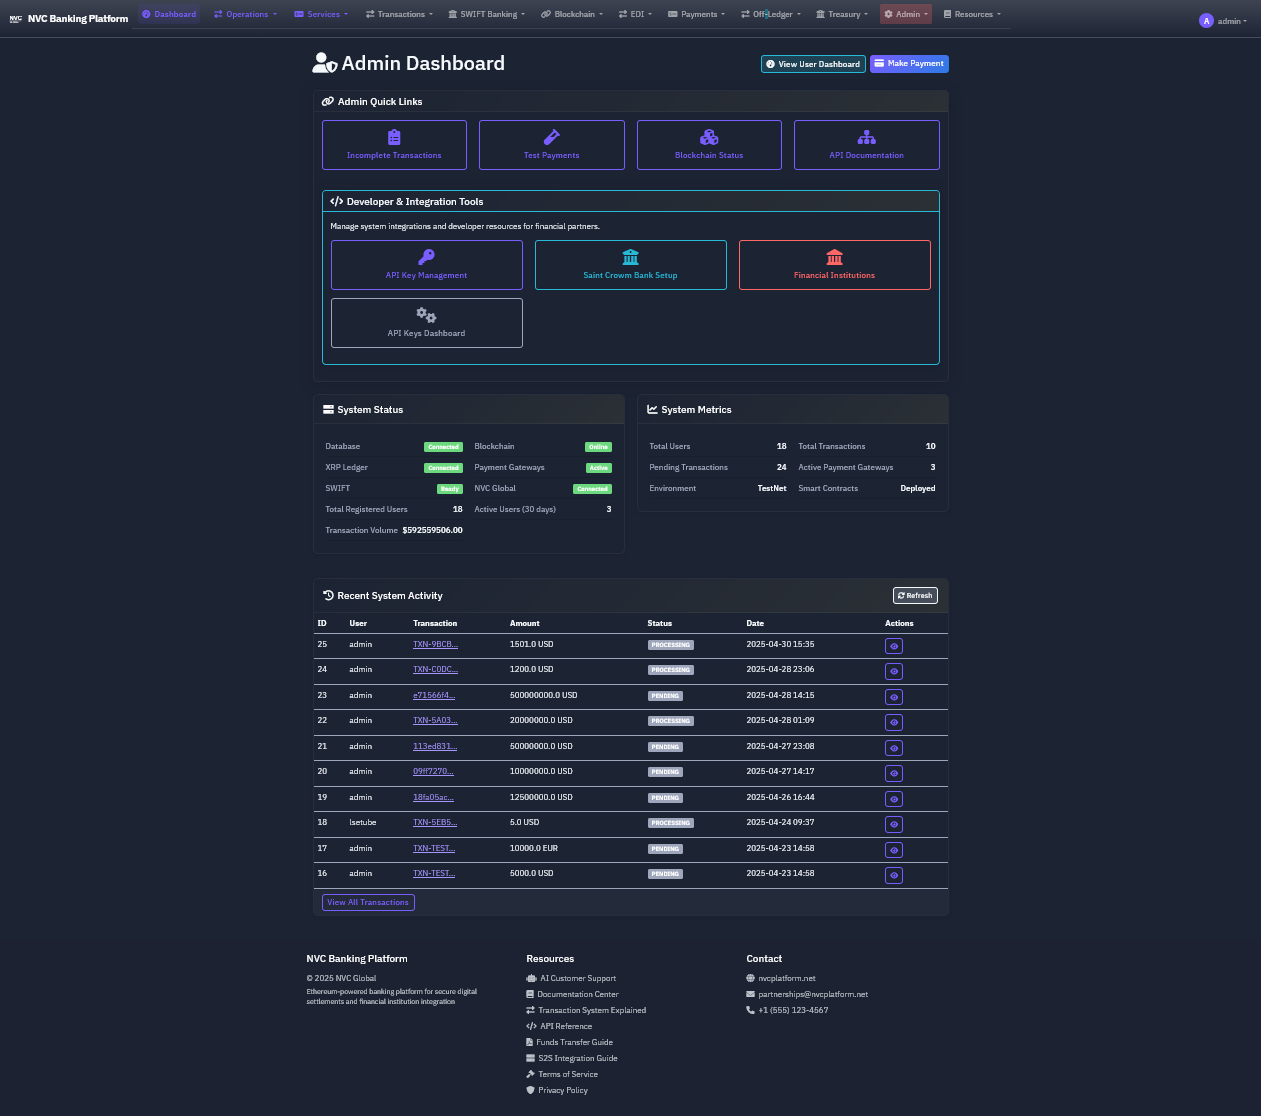 NVC NVC Banking Platform Dashboard Operations Services Transactions SWIFT Banking Blockchain EDI Payments Off-Ledger Treasury Admin Resources A admin
Admin Dashboard View User Dashboard Make Payment
Admin Quick Links
Incomplete Transactions Test Payments Blockchain Status API Documentation
Developer & Integration Tools
Manage system integrations and developer resources for financial partners.
API Key Management Saint Crowm Bank Setup Financial Institutions
API Keys Dashboard
System Status
Database Connected Blockchain Online
XRP Ledger Connected Payment Gateways Active
SWIFT Ready NVC Global Connected
Total Registered Users 18 Active Users (30 days) 3
Transaction Volume $592559506.00
System Metrics
Total Users 18 Total Transactions 10
Pending Transactions 24 Active Payment Gateways 3
Environment TestNet Smart Contracts Deployed
Recent System Activity Refresh
ID User Transaction Amount Status Date Actions
25 admin TXN-9BCB... 1501.0 USD PROCESSING 2025-04-30 15:35
24 admin TXN-C0DC... 1200.0 USD PROCESSING 2025-04-28 23:06
23 admin e71566f4... 500000000.0 USD PENDING 2025-04-28 14:15
22 admin TXN-5A03... 20000000.0 USD PROCESSING 2025-04-28 01:09
21 admin 113ed831... 50000000.0 USD PENDING 2025-04-27 23:08
20 admin 09ff7270... 10000000.0 USD PENDING 2025-04-27 14:17
19 admin 18fa05ac... 12500000.0 USD PENDING 2025-04-26 16:44
18 lsetube TXN-5EB5... 5.0 USD PROCESSING 2025-04-24 09:37
17 admin TXN-TEST... 10000.0 EUR PENDING 2025-04-23 14:58
16 admin TXN-TEST... 5000.0 USD PENDING 2025-04-23 14:58
View All Transactions
NVC Banking Platform
© 2025 NVC Global
Ethereum-powered banking platform for secure digital
settlements and financial institution integration
Resources
AI Customer Support
Documentation Center
Transaction System Explained
API Reference
Funds Transfer Guide
S2S Integration Guide
Terms of Service
Privacy Policy
Contact
nvcplatform.net
partnerships@nvcplatform.net
+1 (555) 123-4567